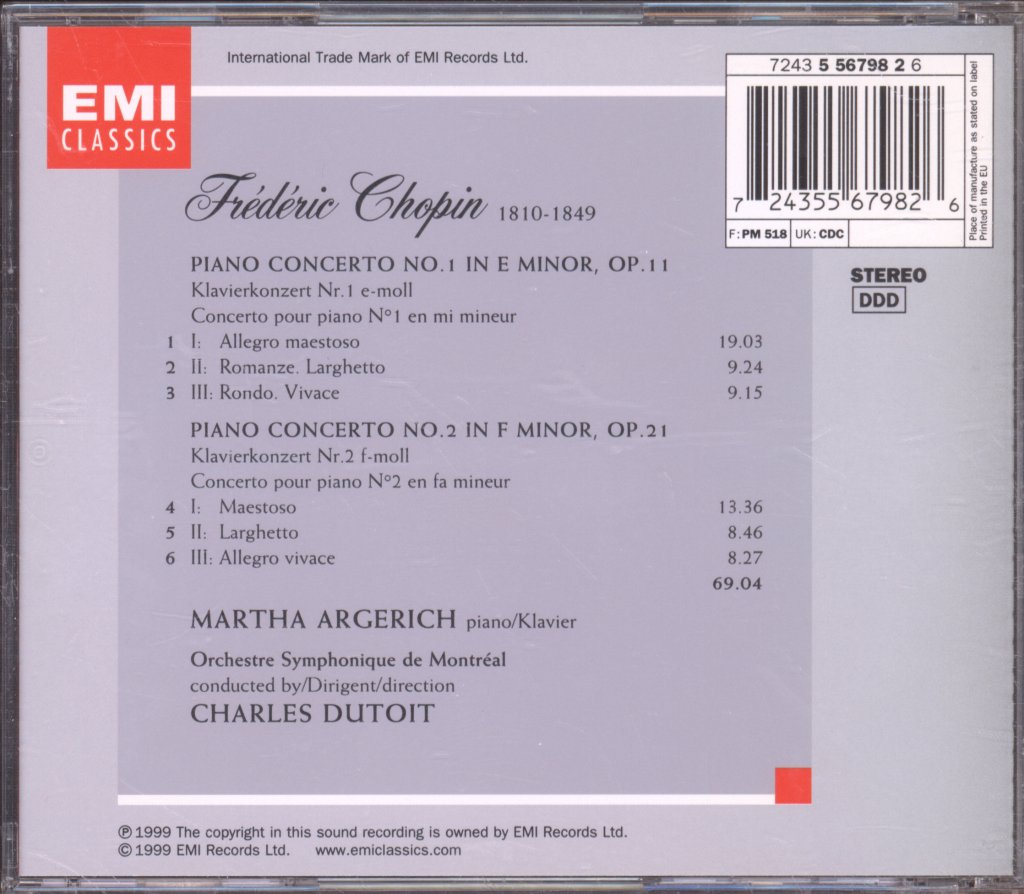 EMI
CLASSICS
International Trade Mark of EMI Records Ltd.
7243 5 56798 2 6
7 24355 67982 6
F: PM 518 UK: CDC
Place of manufacture as stated on label
Printed in the EU
STEREO
DDD
Frédéric Chopin 1810-1849
PIANO CONCERTO NO.1 IN E MINOR, OP.11
Klavierkonzert Nr.1 e-moll
Concerto pour piano Nº1 en mi mineur
1 I: Allegro maestoso 19.03
2 II: Romanze. Larghetto 9.24
3 III: Rondo. Vivace 9.15
PIANO CONCERTO NO.2 IN F MINOR, OP.21
Klavierkonzert Nr.2 f-moll
Concerto pour piano Nº2 en fa mineur
4 I: Maestoso 13.36
5 II: Larghetto 8.46
6 III: Allegro vivace 8.27
69.04
MARTHA ARGERICH piano/Klavier
Orchestre Symphonique de Montréal
conducted by/Dirigent/direction
CHARLES DUTOIT
℗ 1999 The copyright in this sound recording is owned by EMI Records Ltd.
© 1999 EMI Records Ltd. www.emiclassics.com